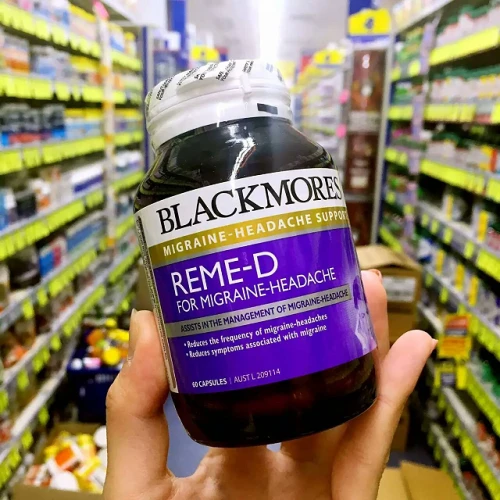 BLACKMORES
MIGRAINE-HEADACHE SUPPORT
REME-D
FOR MIGRAINE-HEADACHE
ASSISTS IN THE MANAGEMENT OF MIGRAINE-HEADACHE
• Reduces the frequency of migraine-headaches
• Reduces symptoms associated with migraine
60 CAPSULES | AUST L 209114